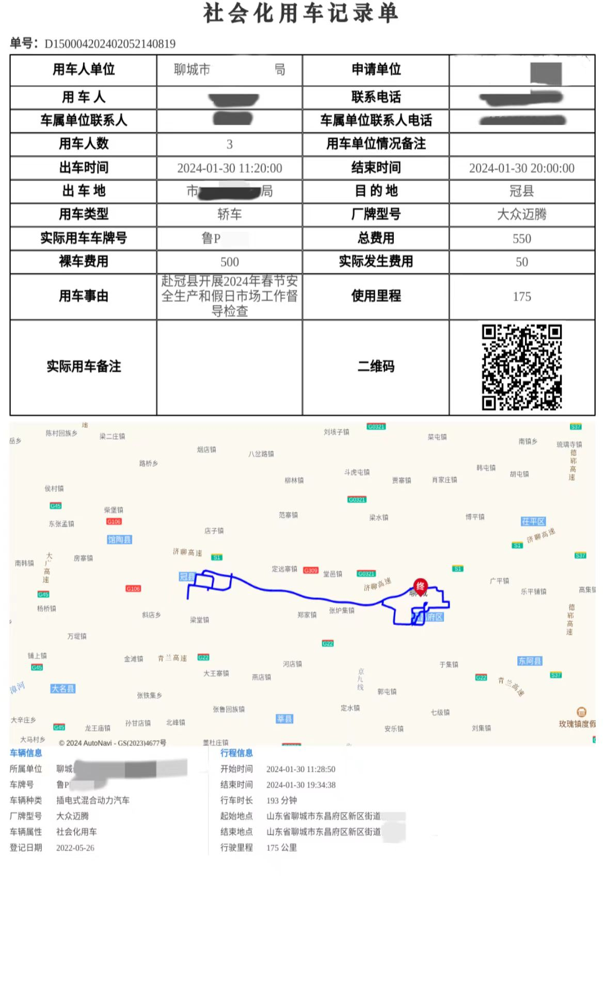 社会化用车记录单
单号：D150004202402052140819
用车人单位 聊城市 局 申请单位
用 车 人 联系电话
车属单位联系人 车属单位联系人电话
用车人数 3 用车单位情况备注
出车时间 2024-01-30 11:20:00 结束时间 2024-01-30 20:00:00
出 车 地 市 局 目 的 地 冠县
用车类型 轿车 厂牌型号 大众迈腾
实际用车车牌号 鲁P 总费用 550
裸车费用 500 实际发生费用 50
用车事由 赴冠县开展2024年春节安
全生产和假日市场工作督
导检查
使用里程 175
实际用车备注 二维码
速
陈村回族乡
梁二庄镇
岳乡
刘垓子镇
G0321
菜屯镇
南镇乡
S37
琉璃寺镇
德郓高速
烟店镇
八岔路镇
路桥乡
斗虎屯镇
韩屯镇
胡屯镇
柳林镇
贾寨镇
肖家庄镇
侯村镇
G45
G0321
柴堡镇
范寨镇
梁水镇
博平镇
东张孟镇
G106
茌平区
店子镇
馆陶县
济聊高速
S1
济聊高速
S1
S37
南韩镇
大广高速
房寨镇
定远寨镇
G309
堂邑镇
G0321
S1
冠县
济聊高速
终
广平镇
G106
乐平铺镇
高集镇
G45
杨桥镇
斜店乡
梁堂镇
郑家镇
张炉集镇
昌府区
德郓高速
万堤镇
G22
铺上镇
金滩镇
青兰高速
G22
河店镇
于集镇
东阿县
G45
大王寨镇
燕店镇
京九线
G22
青兰高速
S37
漳河
大名县
张铁集乡
郭屯镇
张鲁回族镇
定水镇
七级镇
大辛庄乡
G45
龙王庙镇
孙甘店镇
北峰镇
莘县
安乐镇
刘集镇
玫瑰镇度假
大马村乡
© 2024 AutoNavi - GS(2023)4677号
董杜庄镇
车辆信息
所属单位 聊城
车牌号 鲁P
车辆种类 插电式混合动力汽车
厂牌型号 大众迈腾
车辆属性 社会化用车
登记日期 2022-05-26
行程信息
开始时间 2024-01-30 11:28:50
结束时间 2024-01-30 19:34:38
行车时长 193 分钟
起始地点 山东省聊城市东昌府区新区街道
结束地点 山东省聊城市东昌府区新区街道
行驶里程 175 公里